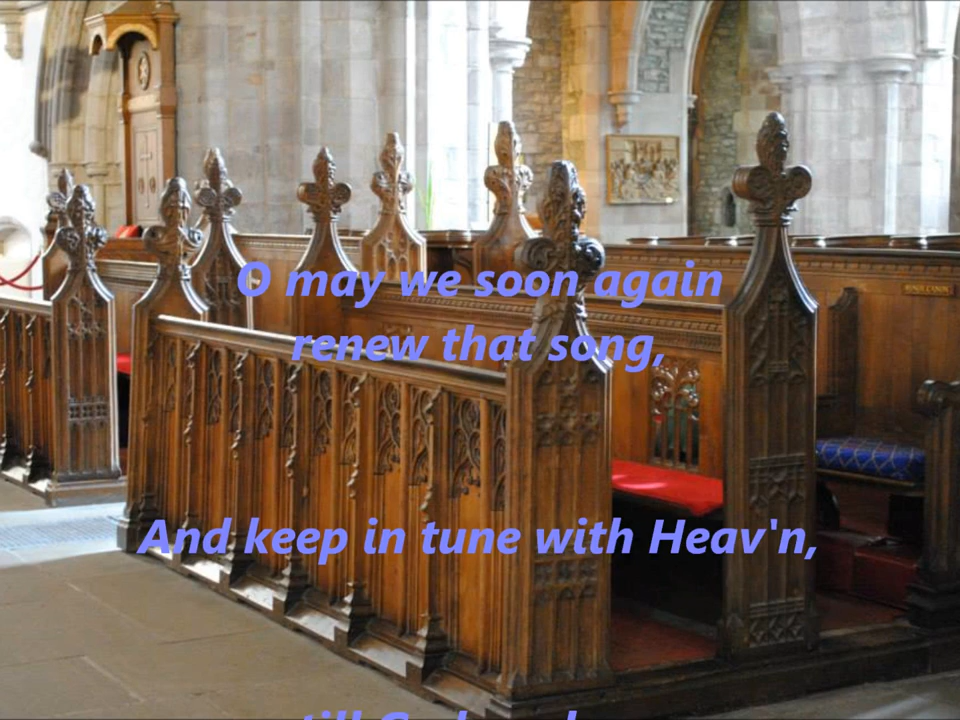 O may we soon again
renew that song,
And keep in tune with Heav'n,